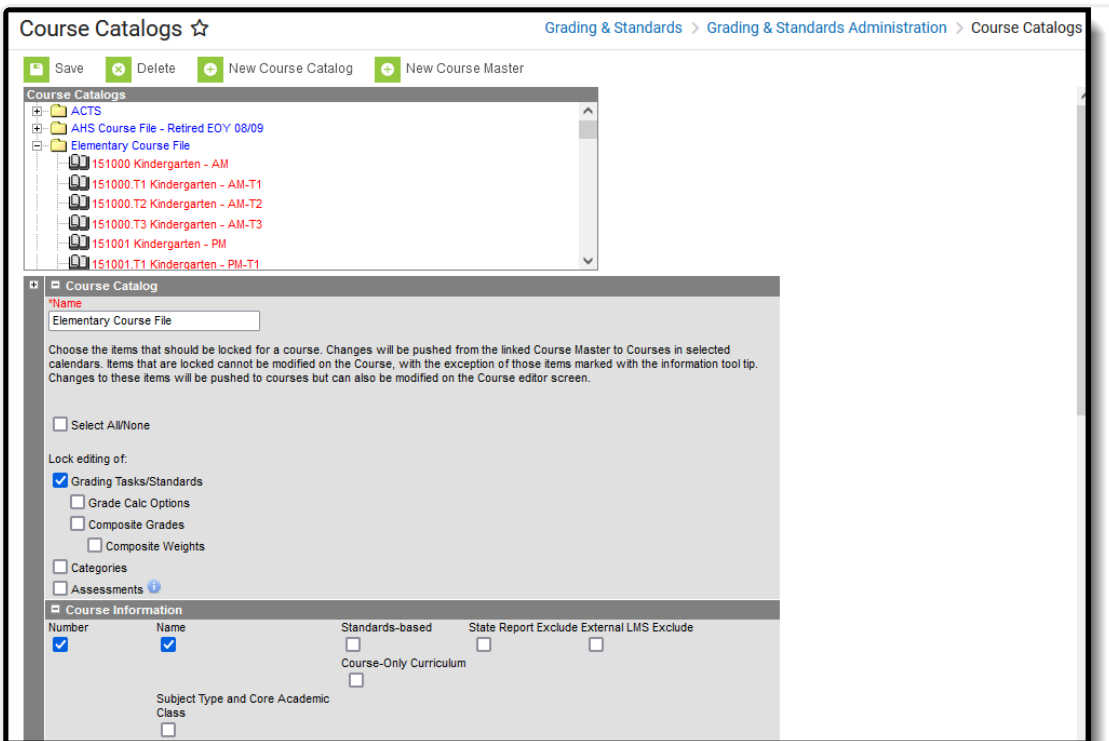 Course Catalogs
Grading & Standards > Grading & Standards Administration > Course Catalogs
Save Delete New Course Catalog New Course Master
Course Catalogs
ACTS
AHS Course File - Retired EOY 08/09
Elementary Course File
151000 Kindergarten - AM
151000.T1 Kindergarten - AM-T1
151000.T2 Kindergarten - AM-T2
151000.T3 Kindergarten - AM-T3
151001 Kindergarten - PM
151001.T1 Kindergarten - PM-T1
Course Catalog
*Name
Elementary Course File
Choose the items that should be locked for a course. Changes will be pushed from the linked Course Master to Courses in selected
calendars. Items that are locked cannot be modified on the Course, with the exception of those items marked with the information tool tip.
Changes to these items will be pushed to courses but can also be modified on the Course editor screen.
Select All/None
Lock editing of:
Grading Tasks/Standards
Grade Calc Options
Composite Grades
Composite Weights
Categories
Assessments
Course Information
Number Name Standards-based State Report Exclude External LMS Exclude
Course-Only Curriculum
Subject Type and Core Academic
Class